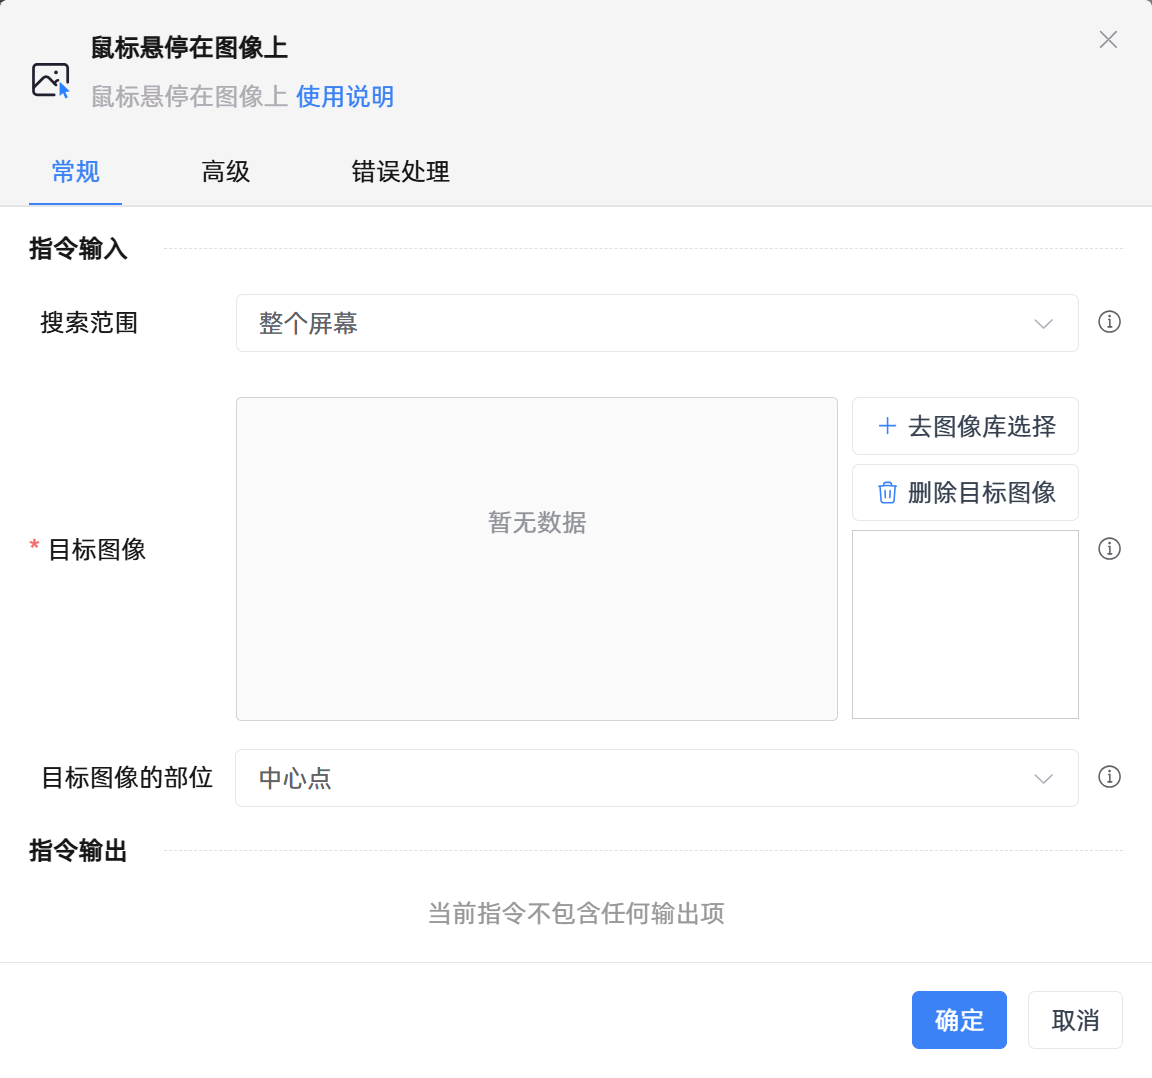 鼠标悬停在图像上
鼠标悬停在图像上 使用说明
常规 高级 错误处理
指令输入
搜索范围 整个屏幕
去图像库选择
删除目标图像
暂无数据
* 目标图像
目标图像的部位 中心点
指令输出
当前指令不包含任何输出项
确定 取消